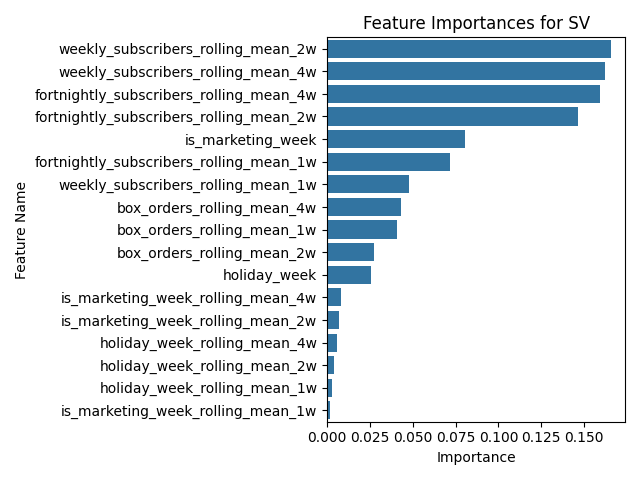 Feature Importances for SV
Feature Name
weekly_subscribers_rolling_mean_2w
weekly_subscribers_rolling_mean_4w
fortnightly_subscribers_rolling_mean_4w
fortnightly_subscribers_rolling_mean_2w
is_marketing_week
fortnightly_subscribers_rolling_mean_1w
weekly_subscribers_rolling_mean_1w
box_orders_rolling_mean_4w
box_orders_rolling_mean_1w
box_orders_rolling_mean_2w
holiday_week
is_marketing_week_rolling_mean_4w
is_marketing_week_rolling_mean_2w
holiday_week_rolling_mean_4w
holiday_week_rolling_mean_2w
holiday_week_rolling_mean_1w
is_marketing_week_rolling_mean_1w
0.000 0.025 0.050 0.075 0.100 0.125 0.150
Importance